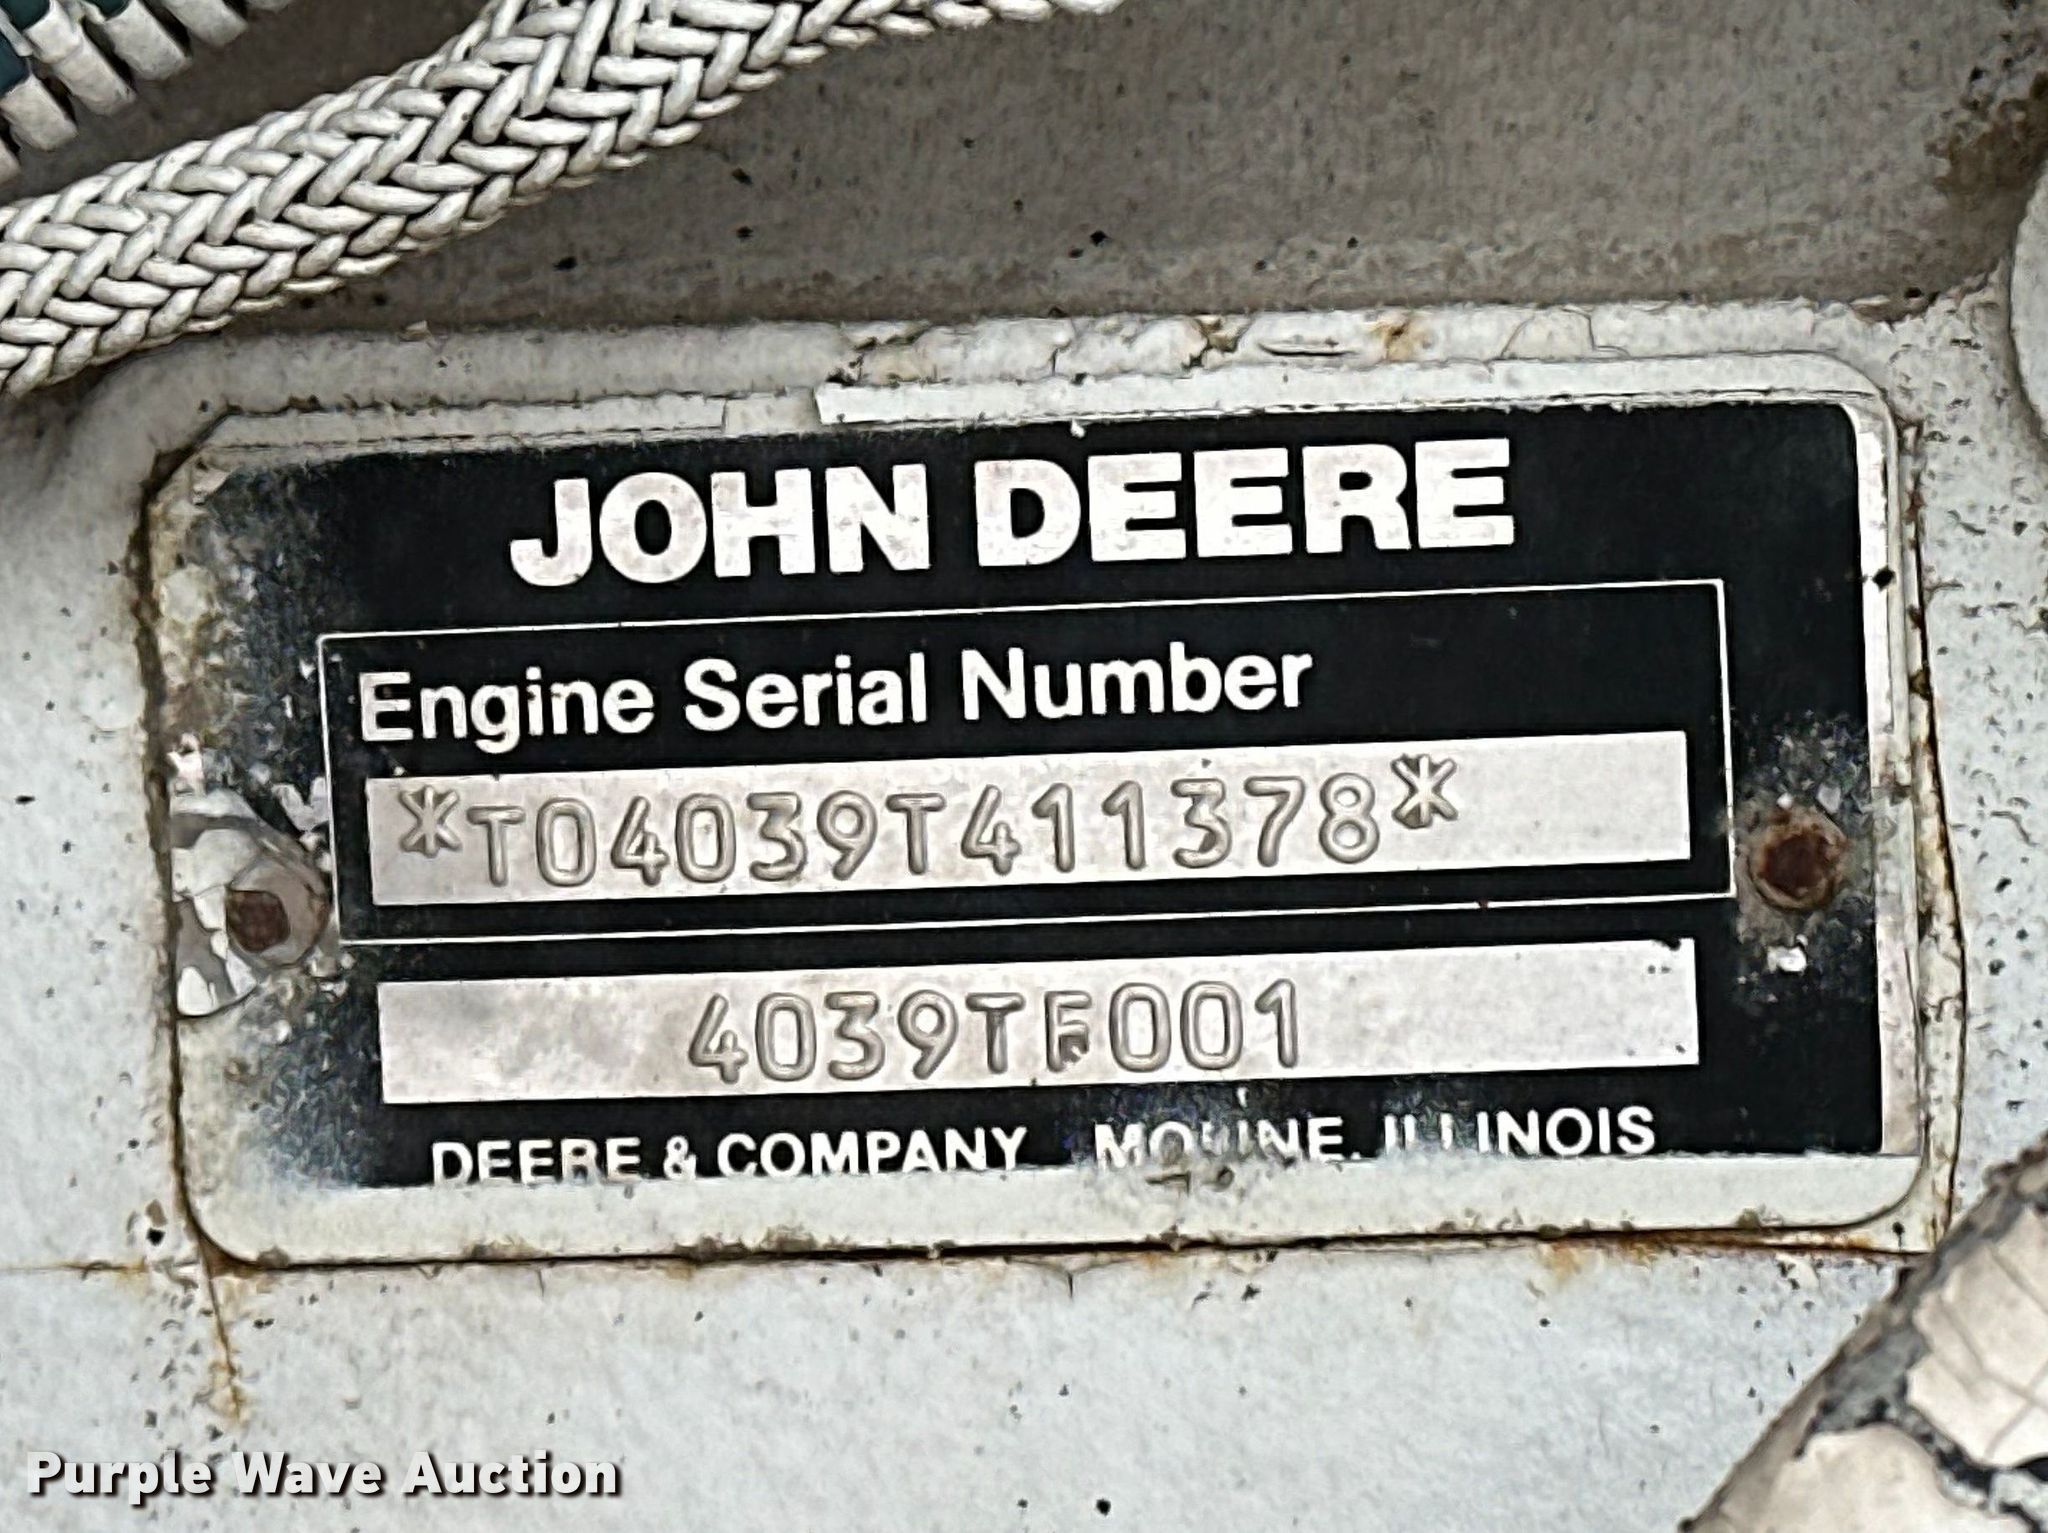 JOHN DEERE
Engine Serial Number
*T04039T411378*
4039TF001
DEERE & COMPANY MOLINE, ILLINOIS
Purple Wave Auction